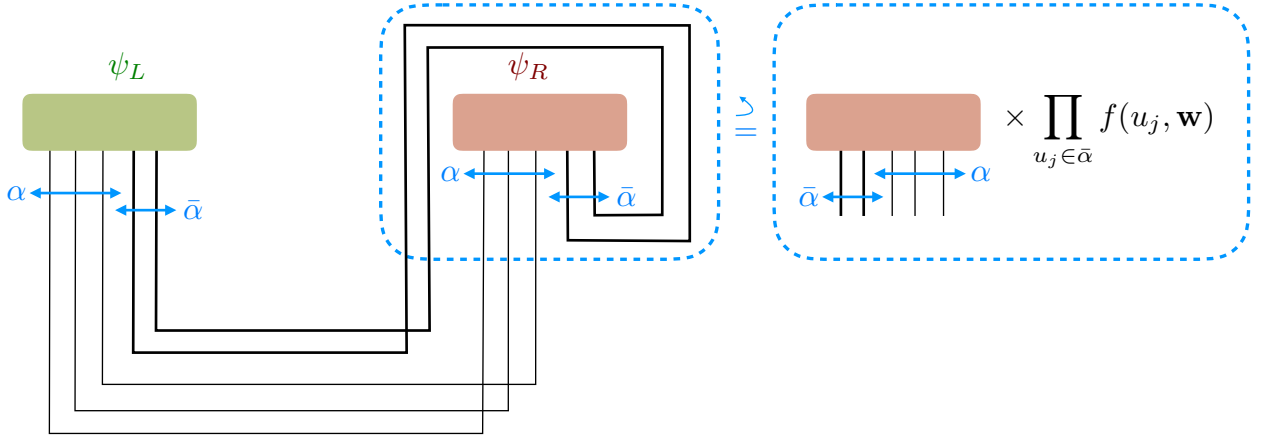 ψ_L
α
ᾱ
ψ_R
α
ᾱ
=
ᾱ
α
× ∏_{u_j∈ᾱ} f(u_j, **w**)